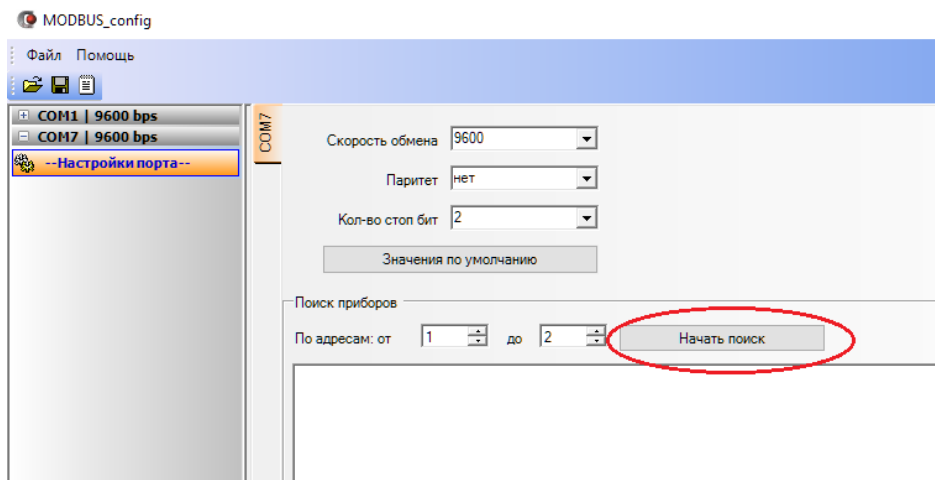 MODBUS_config
Файл Помощь
COM1 | 9600 bps
COM7 | 9600 bps
--Настройки порта--
COM7
Скорость обмена 9600
Паритет нет
Кол-во стоп бит 2
Значения по умолчанию
Поиск приборов
По адресам: от 1 до 2 Начать поиск